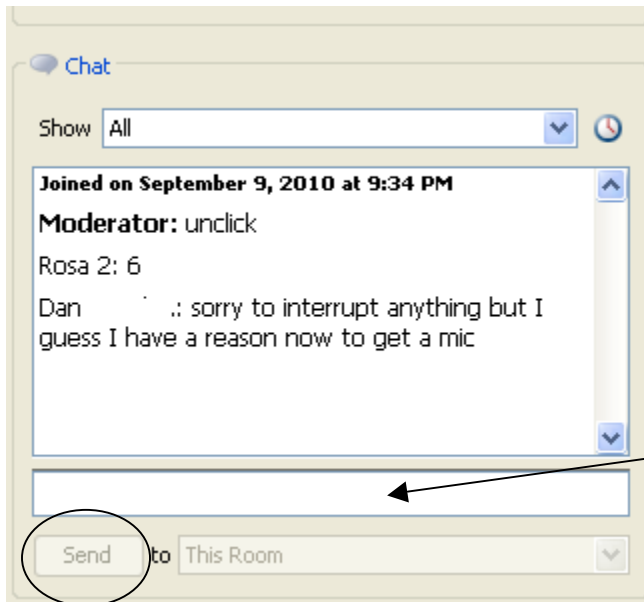 Chat
Show All
Joined on September 9, 2010 at 9:34 PM
Moderator: unclick
Rosa 2: 6
Dan .: sorry to interrupt anything but I
guess I have a reason now to get a mic
Send to This Room